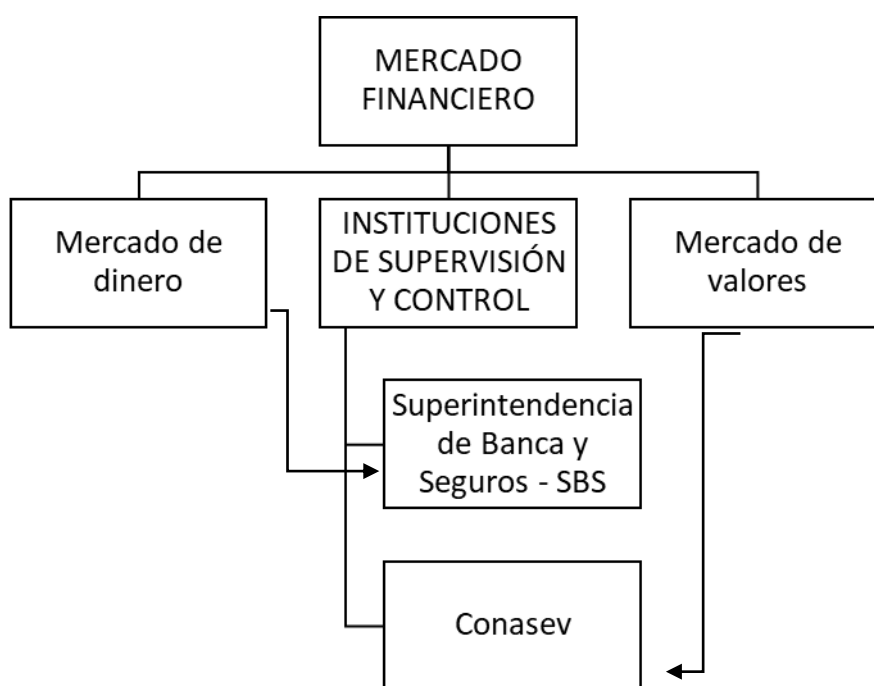 MERCADO
FINANCIERO
Mercado de
dinero
INSTITUCIONES
DE SUPERVISIÓN
Y CONTROL
Mercado de
valores
Superintendencia
de Banca y
Seguros - SBS
Conasev